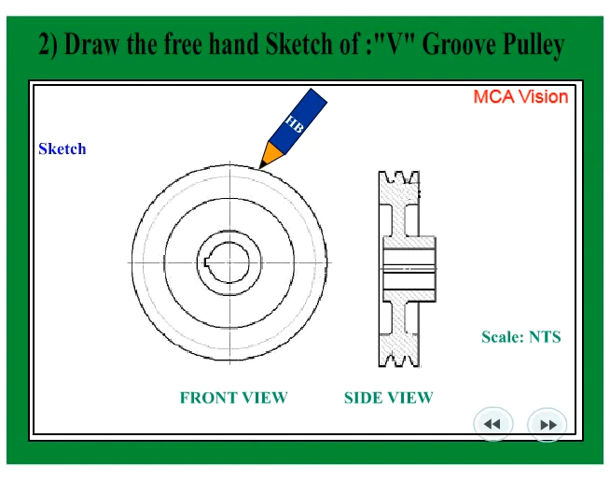 2) Draw the free hand Sketch of :"V" Groove Pulley
MCA Vision
HB
Sketch
Scale: NTS
FRONT VIEW
SIDE VIEW